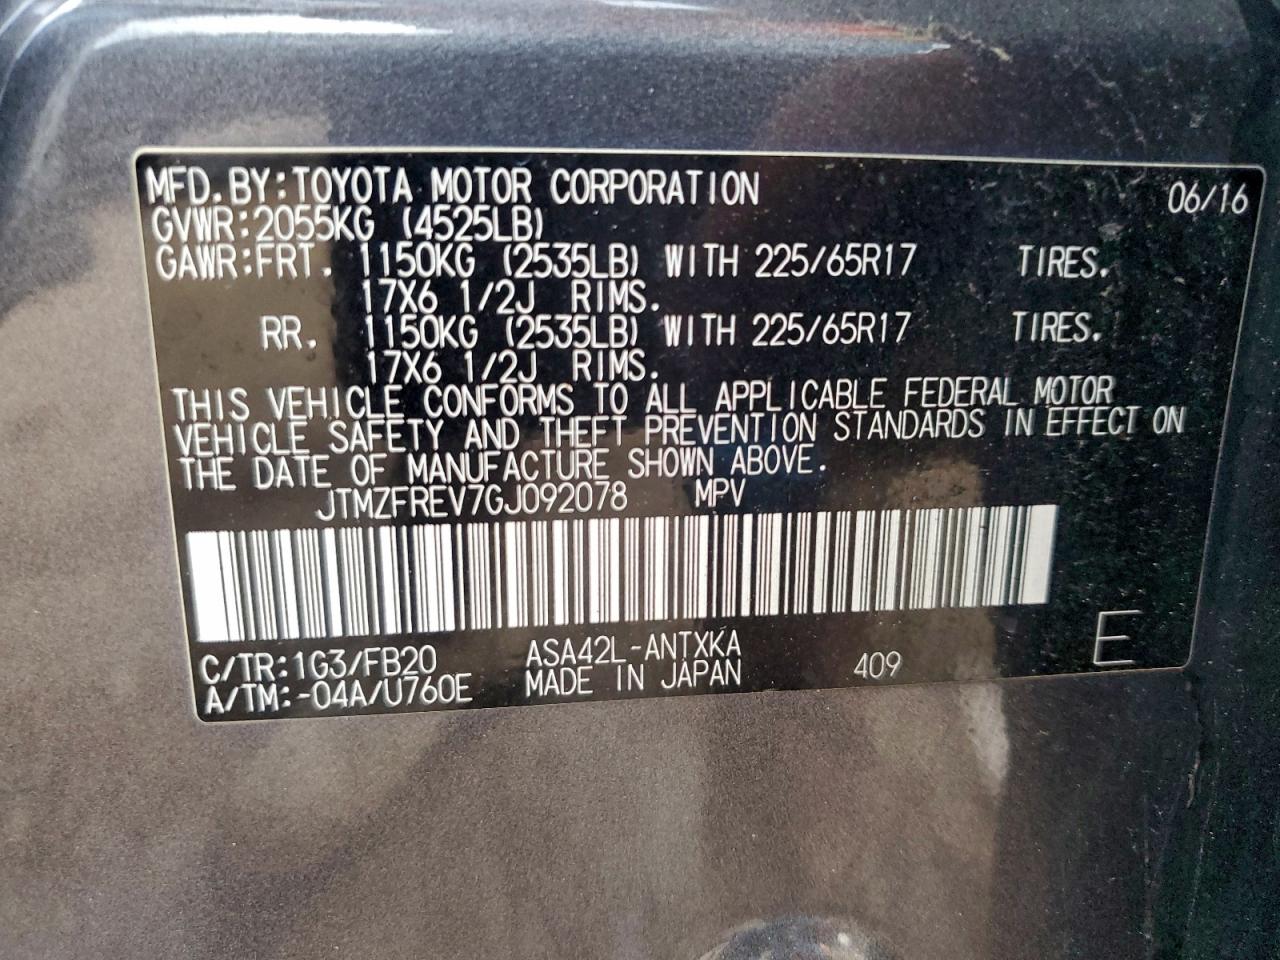 MFD.BY:TOYOTA MOTOR CORPORATION 06/16
GVWR:2055KG (4525LB)
GAWR:FRT. 1150KG (2535LB) WITH 225/65R17 TIRES.
17X6 1/2J RIMS.
RR. 1150KG (2535LB) WITH 225/65R17 TIRES.
17X6 1/2J RIMS.
THIS VEHICLE CONFORMS TO ALL APPLICABLE FEDERAL MOTOR
VEHICLE SAFETY AND THEFT PREVENTION STANDARDS IN EFFECT ON
THE DATE OF MANUFACTURE SHOWN ABOVE.
JTMZFREV7GJ092078 MPV
C/TR:1G3/FB20 ASA42L-ANTXKA 409 E
A/TM:-04A/U760E MADE IN JAPAN